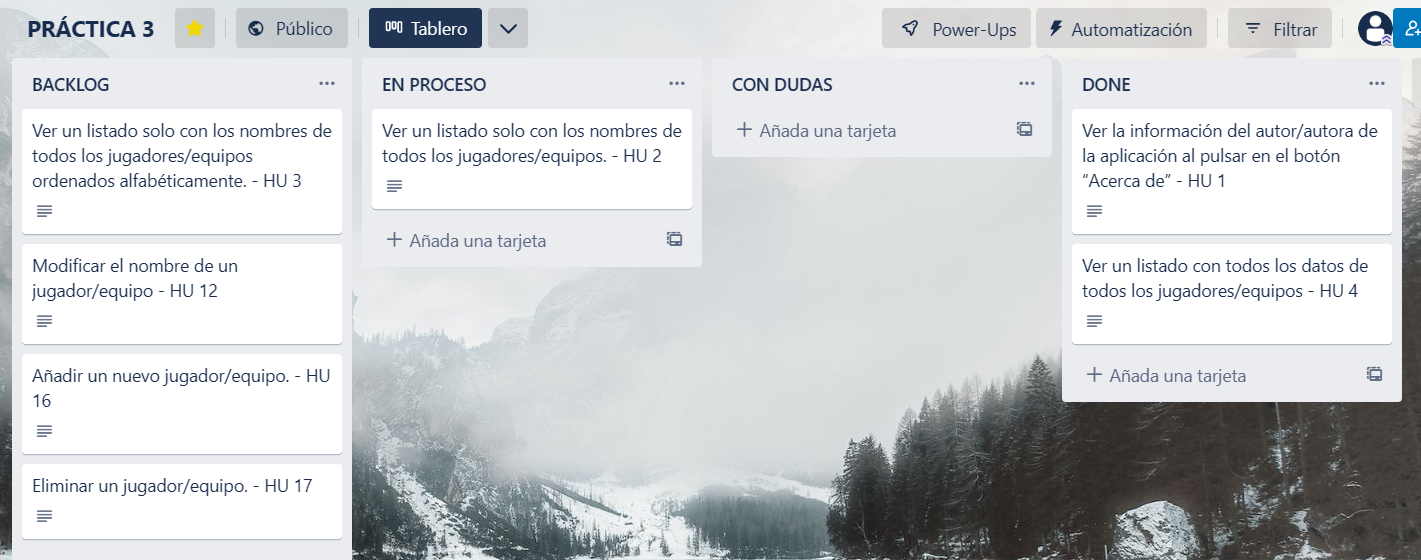 PRÁCTICA 3
Público
Tablero
Power-Ups
Automatización
Filtrar
BACKLOG
Ver un listado solo con los nombres de
todos los jugadores/equipos
ordenados alfabéticamente. - HU 3
Modificar el nombre de un
jugador/equipo - HU 12
Añadir un nuevo jugador/equipo. - HU
16
Eliminar un jugador/equipo. - HU 17
EN PROCESO
Ver un listado solo con los nombres de
todos los jugadores/equipos. - HU 2
Añada una tarjeta
CON DUDAS
Añada una tarjeta
DONE
Ver la información del autor/autora de
la aplicación al pulsar en el botón
“Acerca de” - HU 1
Ver un listado con todos los datos de
todos los jugadores/equipos - HU 4
Añada una tarjeta